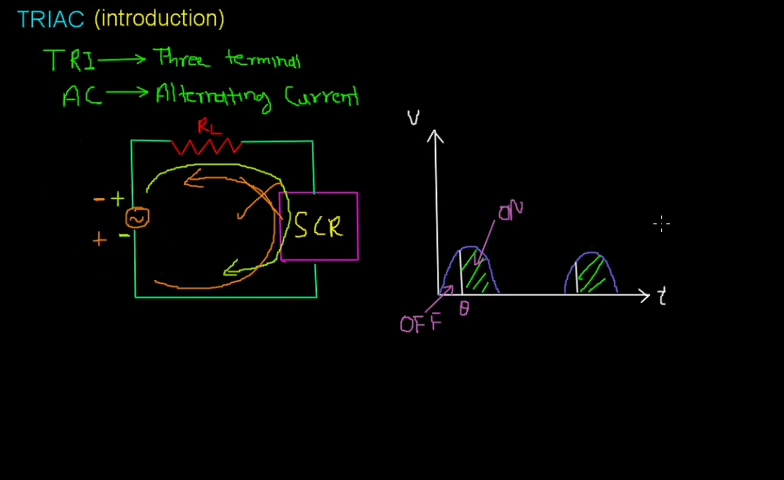 TRIAC (introduction)
TRI → Three terminal
AC → Alternating Current
RL
- +
+ -
~
SCR
V
ON
OFF
θ
t